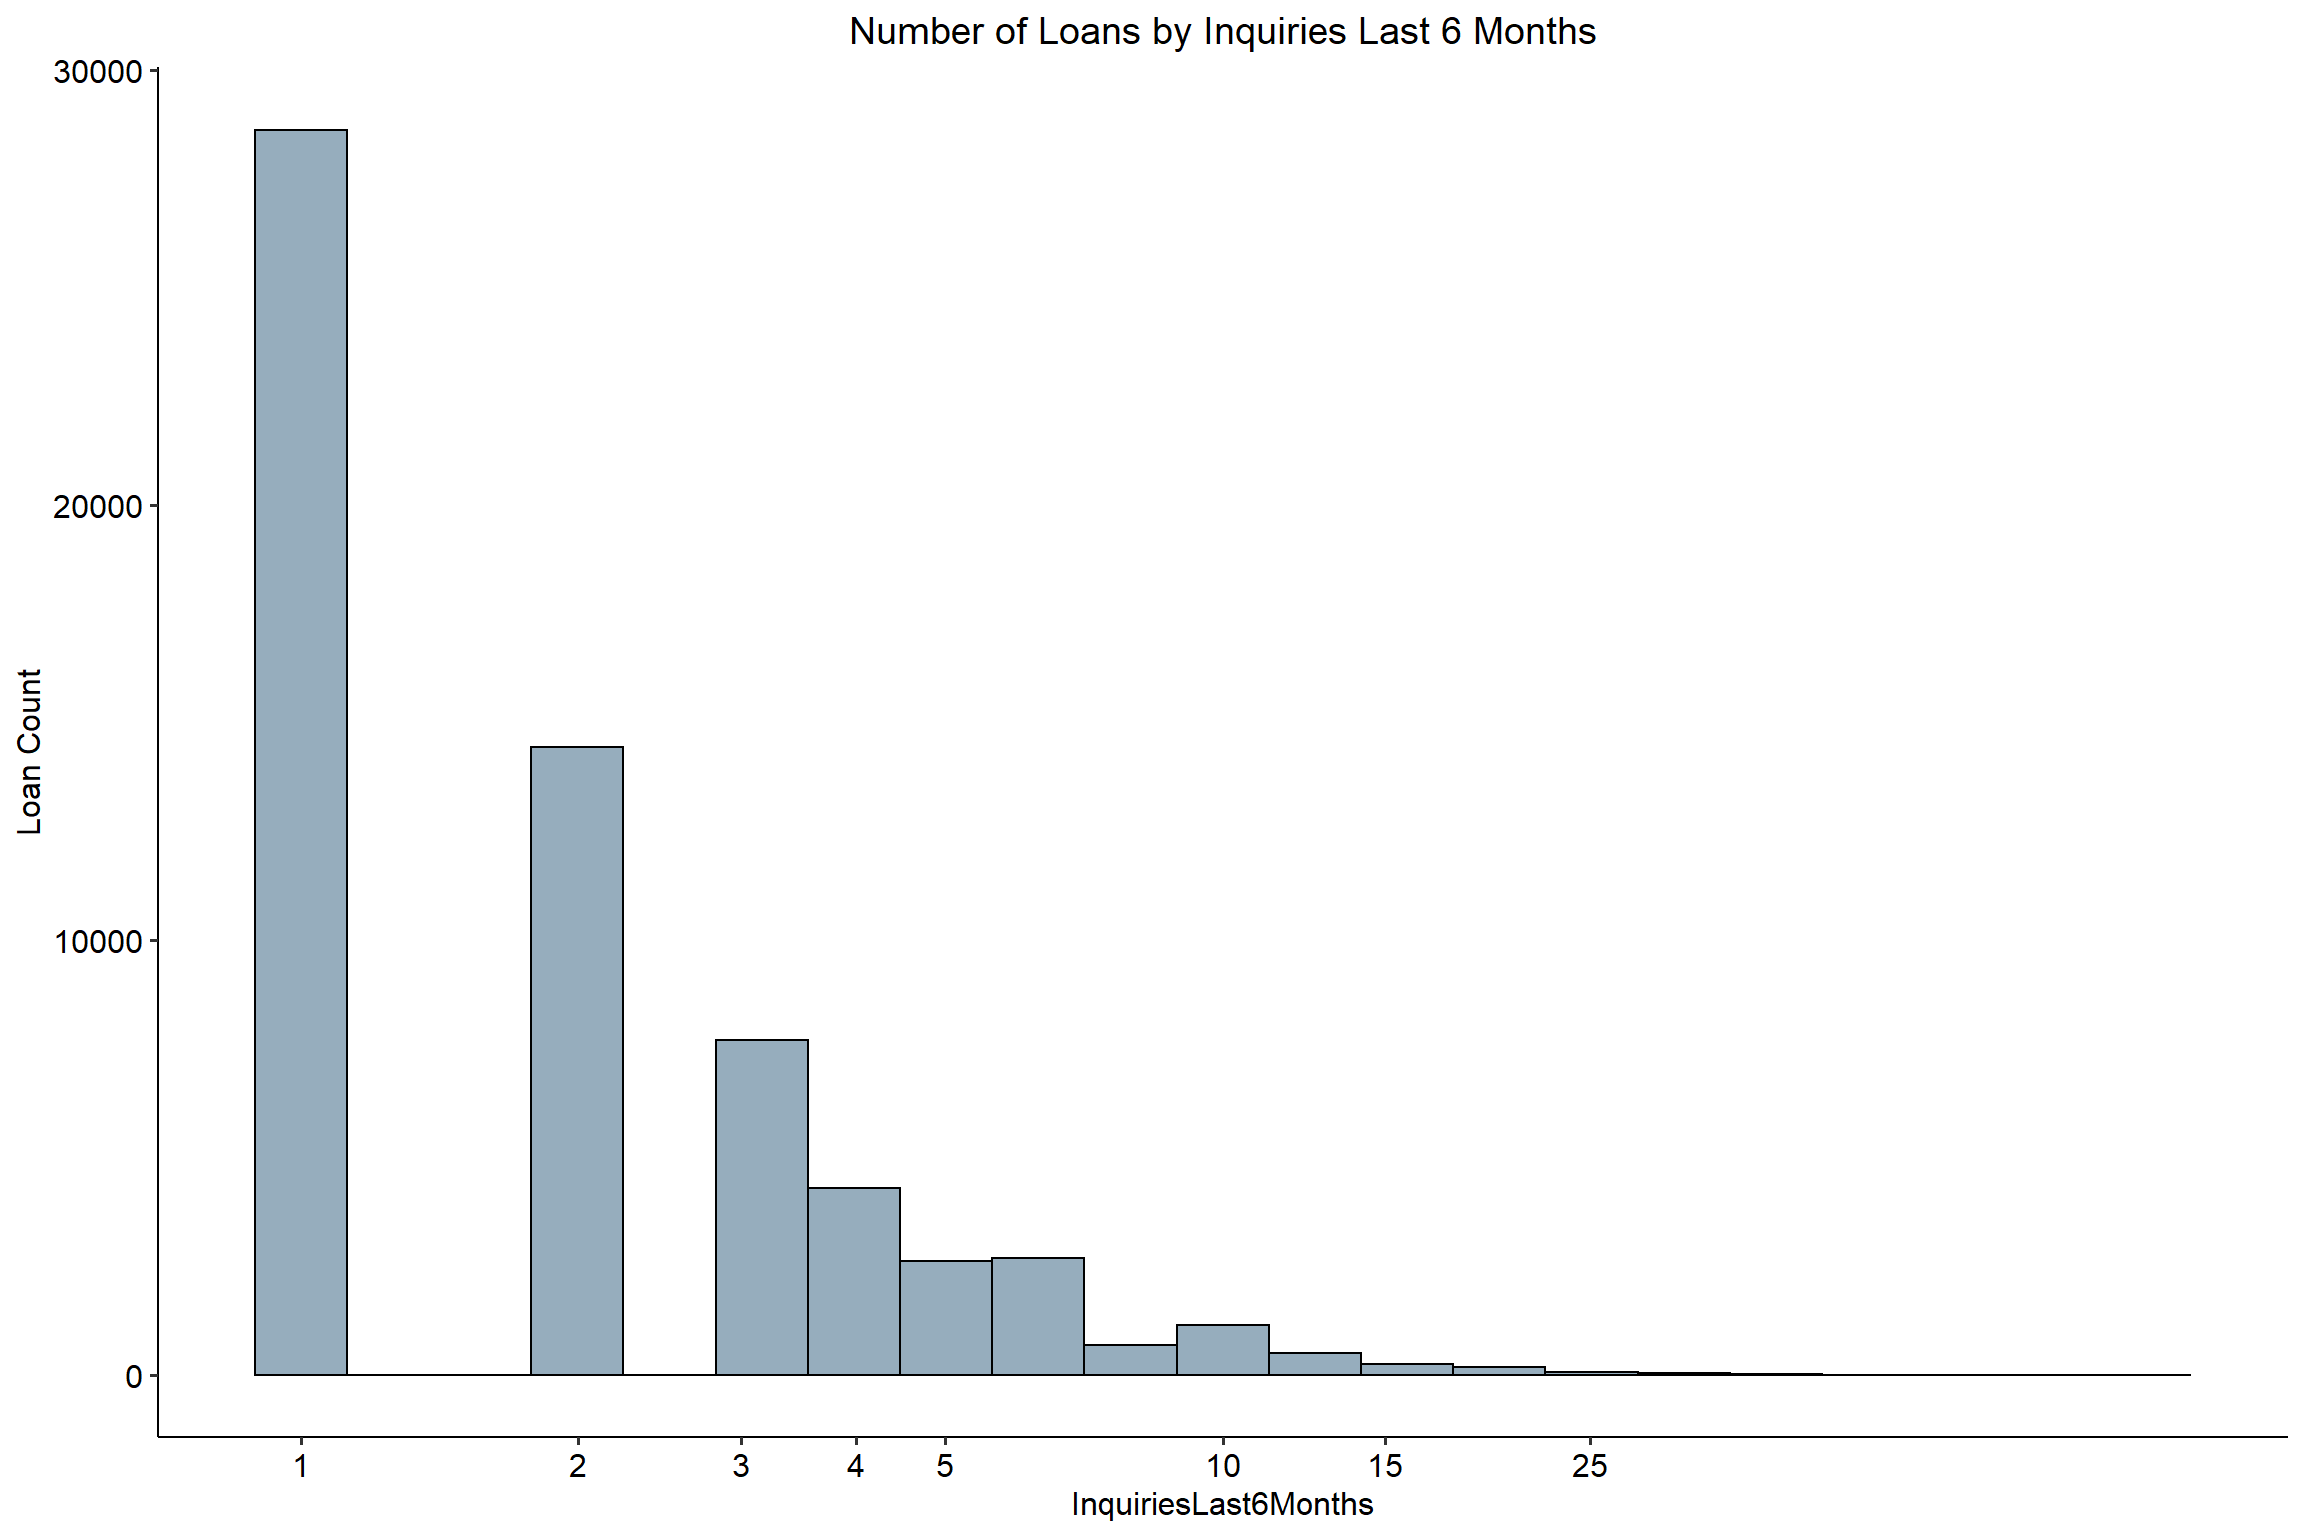 Number of Loans by Inquiries Last 6 Months
30000
20000
10000
0
Loan Count
1 2 3 4 5 10 15 25
InquiriesLast6Months